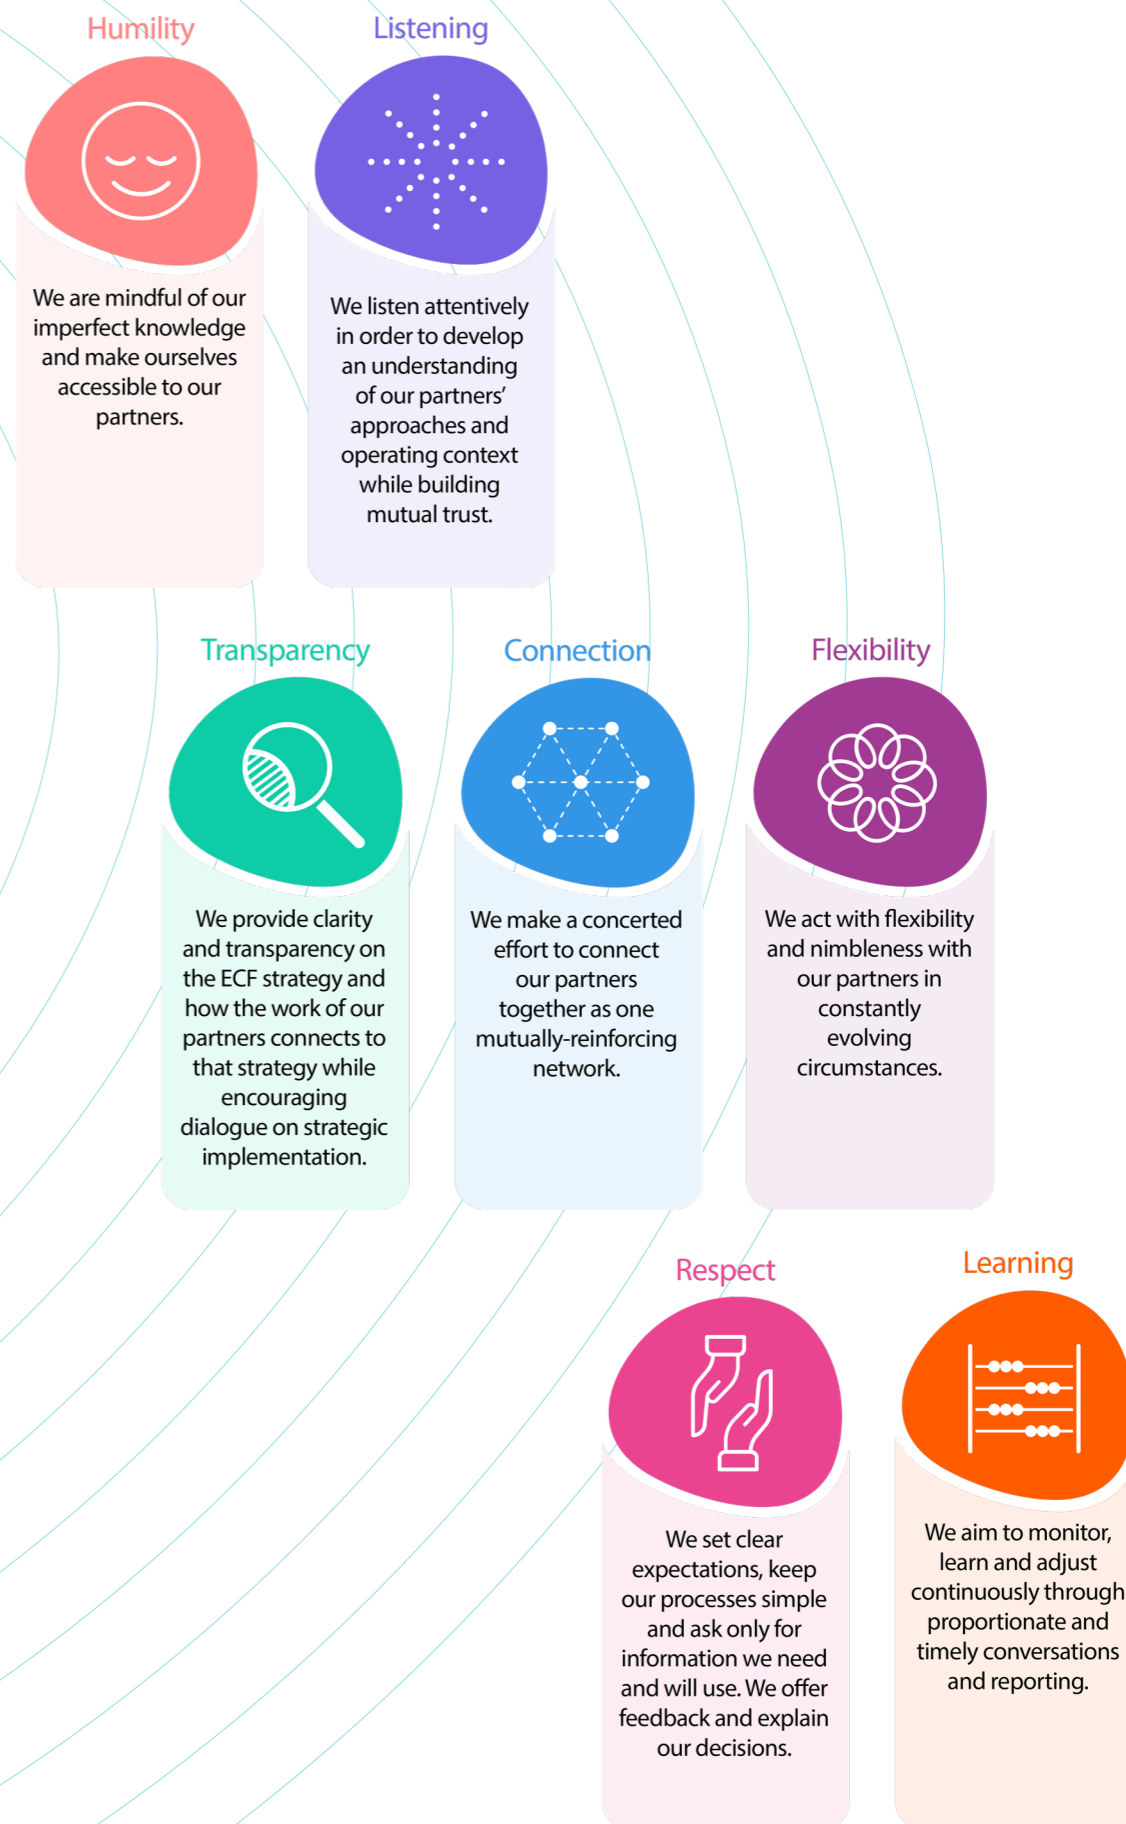 Humility
We are mindful of our
imperfect knowledge
and make ourselves
accessible to our
partners.
Listening
We listen attentively
in order to develop
an understanding
of our partners’
approaches and
operating context
while building
mutual trust.
Transparency
We provide clarity
and transparency on
the ECF strategy and
how the work of our
partners connects to
that strategy while
encouraging
dialogue on strategic
implementation.
Connection
We make a concerted
effort to connect
our partners
together as one
mutually-reinforcing
network.
Flexibility
We act with flexibility
and nimbleness with
our partners in
constantly
evolving
circumstances.
Respect
We set clear
expectations, keep
our processes simple
and ask only for
information we need
and will use. We offer
feedback and explain
our decisions.
Learning
We aim to monitor,
learn and adjust
continuously through
proportionate and
timely conversations
and reporting.